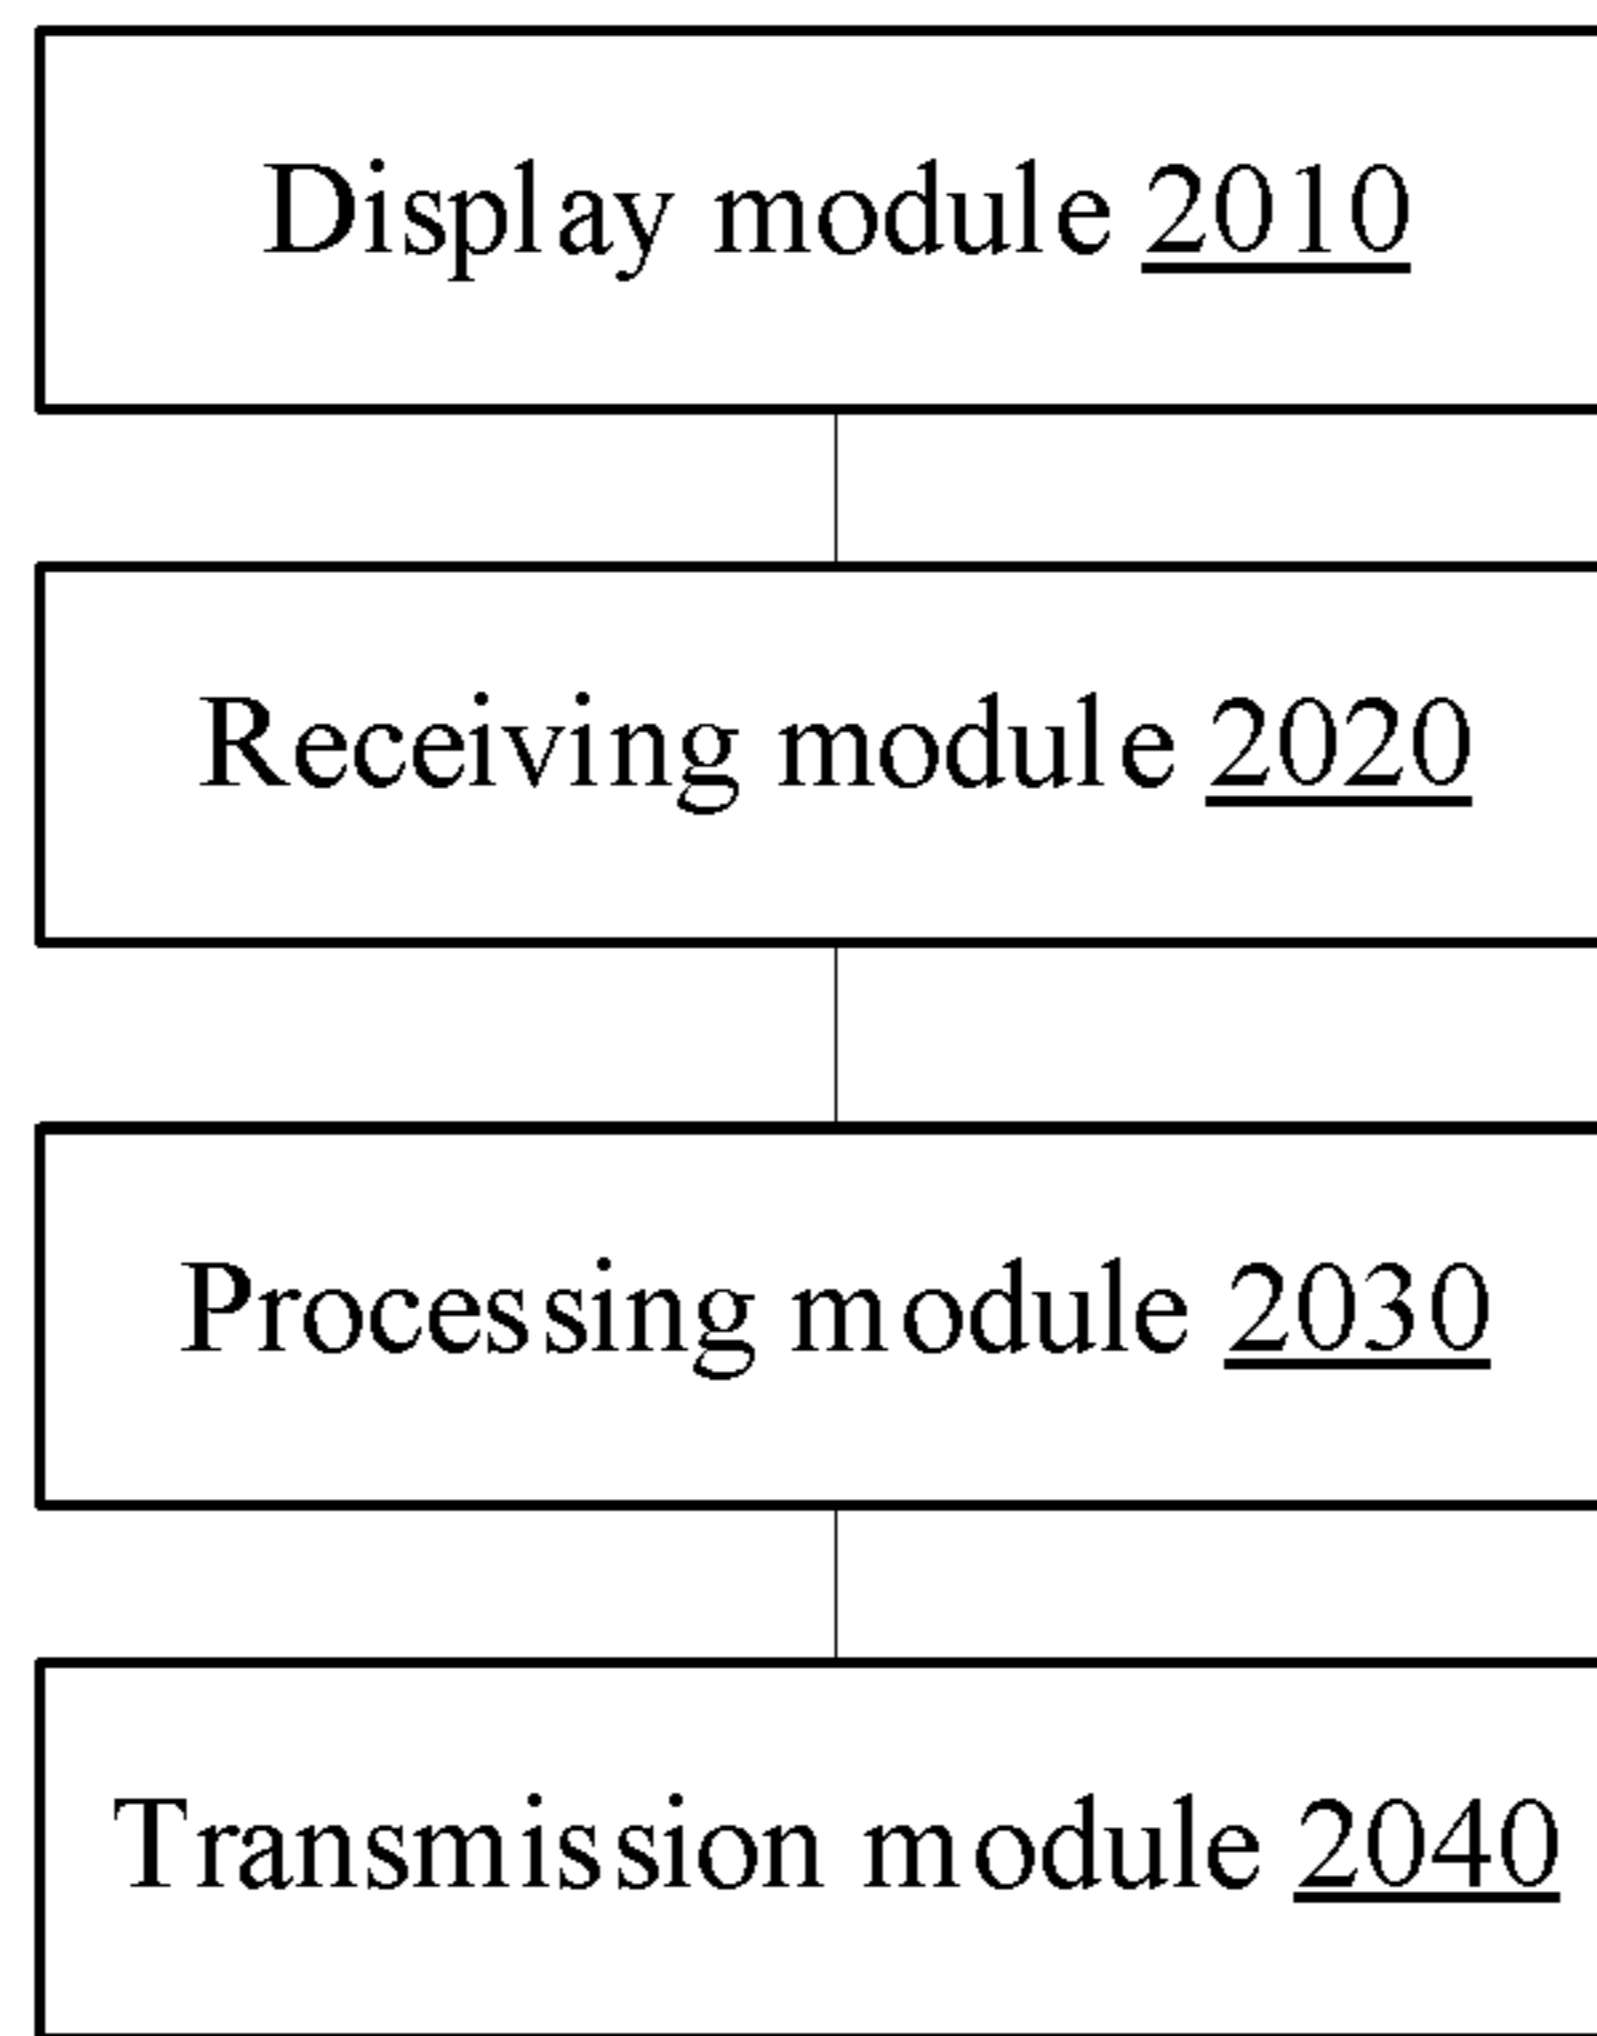 Display module 2010
Receiving module 2020
Processing module 2030
Transmission module 2040